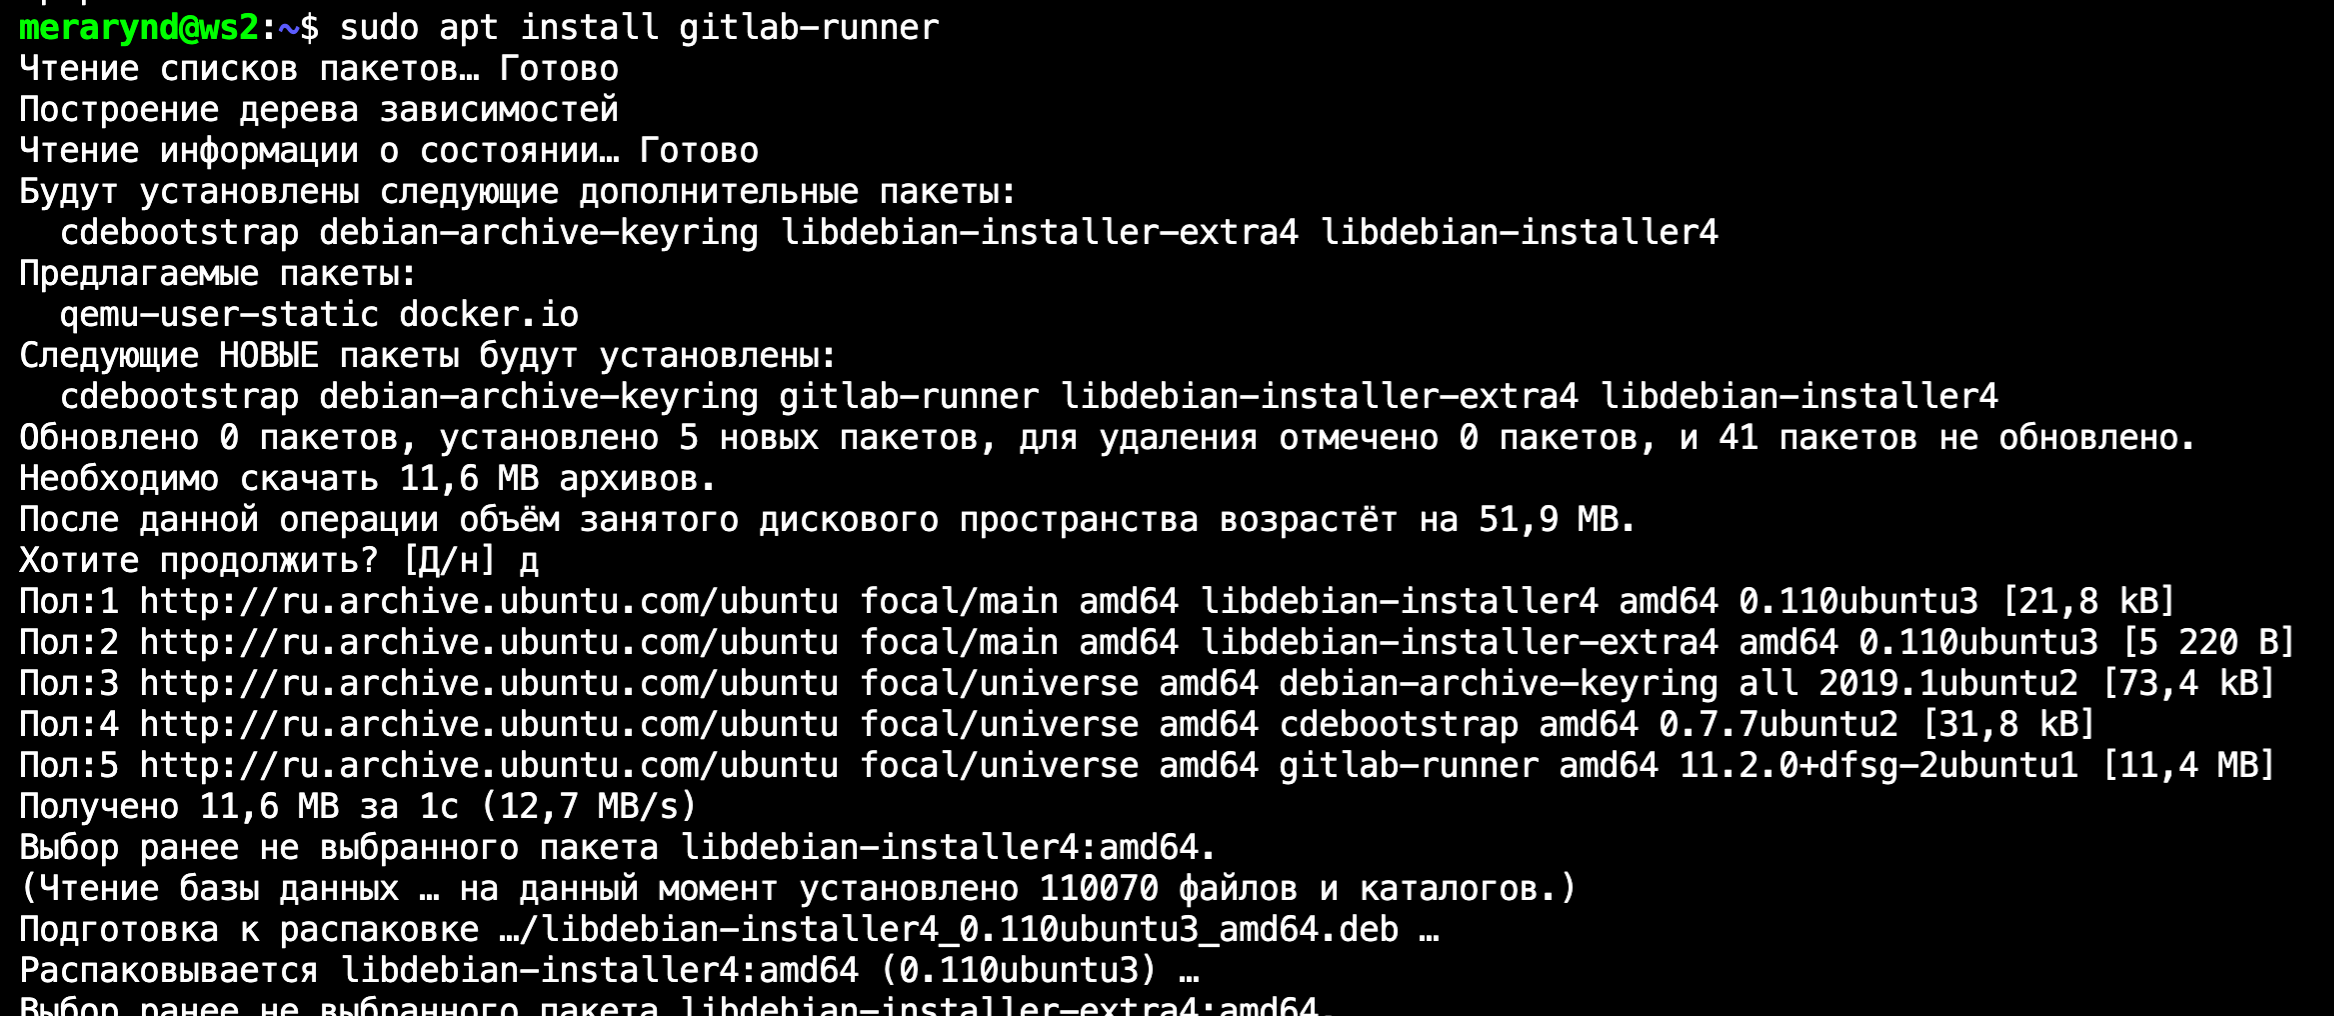 merarynd@ws2:~$ sudo apt install gitlab-runner
Чтение списков пакетов… Готово
Построение дерева зависимостей
Чтение информации о состоянии… Готово
Будут установлены следующие дополнительные пакеты:
  cdebootstrap debian-archive-keyring libdebian-installer-extra4 libdebian-installer4
Предлагаемые пакеты:
  qemu-user-static docker.io
Следующие НОВЫЕ пакеты будут установлены:
  cdebootstrap debian-archive-keyring gitlab-runner libdebian-installer-extra4 libdebian-installer4
Обновлено 0 пакетов, установлено 5 новых пакетов, для удаления отмечено 0 пакетов, и 41 пакетов не обновлено.
Необходимо скачать 11,6 MB архивов.
После данной операции объём занятого дискового пространства возрастёт на 51,9 MB.
Хотите продолжить? [Д/н] д
Пол:1 http://ru.archive.ubuntu.com/ubuntu focal/main amd64 libdebian-installer4 amd64 0.110ubuntu3 [21,8 kB]
Пол:2 http://ru.archive.ubuntu.com/ubuntu focal/main amd64 libdebian-installer-extra4 amd64 0.110ubuntu3 [5 220 B]
Пол:3 http://ru.archive.ubuntu.com/ubuntu focal/universe amd64 debian-archive-keyring all 2019.1ubuntu2 [73,4 kB]
Пол:4 http://ru.archive.ubuntu.com/ubuntu focal/universe amd64 cdebootstrap amd64 0.7.7ubuntu2 [31,8 kB]
Пол:5 http://ru.archive.ubuntu.com/ubuntu focal/universe amd64 gitlab-runner amd64 11.2.0+dfsg-2ubuntu1 [11,4 MB]
Получено 11,6 MB за 1с (12,7 MB/s)
Выбор ранее не выбранного пакета libdebian-installer4:amd64.
(Чтение базы данных … на данный момент установлено 110070 файлов и каталогов.)
Подготовка к распаковке …/libdebian-installer4_0.110ubuntu3_amd64.deb …
Распаковывается libdebian-installer4:amd64 (0.110ubuntu3) …
Выбор ранее не выбранного пакета libdebian-installer-extra4:amd64.